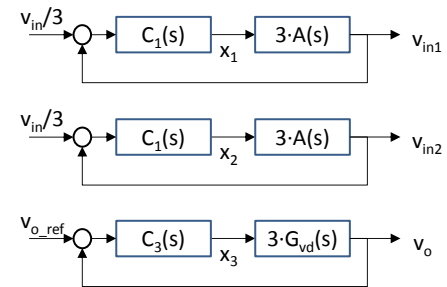 v_in/3 C_1(s) 3·A(s) v_in1
x_1
v_in/3 C_1(s) 3·A(s) v_in2
x_2
v_o_ref C_3(s) 3·G_vd(s) v_o
x_3